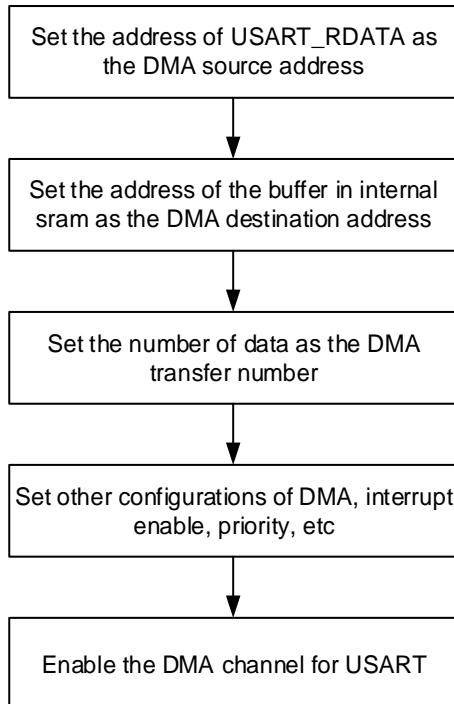 Set the address of USART_RDATA as
the DMA source address
Set the address of the buffer in internal
sram as the DMA destination address
Set the number of data as the DMA
transfer number
Set other configurations of DMA, interrupt
enable, priority, etc
Enable the DMA channel for USART